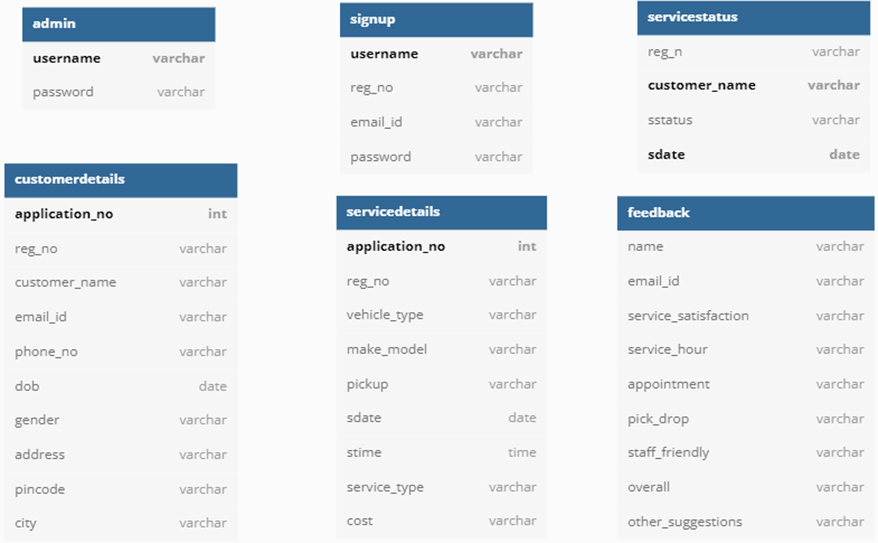 admin
username varchar
password varchar
signup
username varchar
reg_no varchar
email_id varchar
password varchar
servicestatus
reg_n varchar
customer_name varchar
sstatus varchar
sdate date
customerdetails
application_no int
reg_no varchar
customer_name varchar
email_id varchar
phone_no varchar
dob date
gender varchar
address varchar
pincode varchar
city varchar
servicedetails
application_no int
reg_no varchar
vehicle_type varchar
make_model varchar
pickup varchar
sdate date
stime time
service_type varchar
cost varchar
feedback
name varchar
email_id varchar
service_satisfaction varchar
service_hour varchar
appointment varchar
pick_drop varchar
staff_friendly varchar
overall varchar
other_suggestions varchar